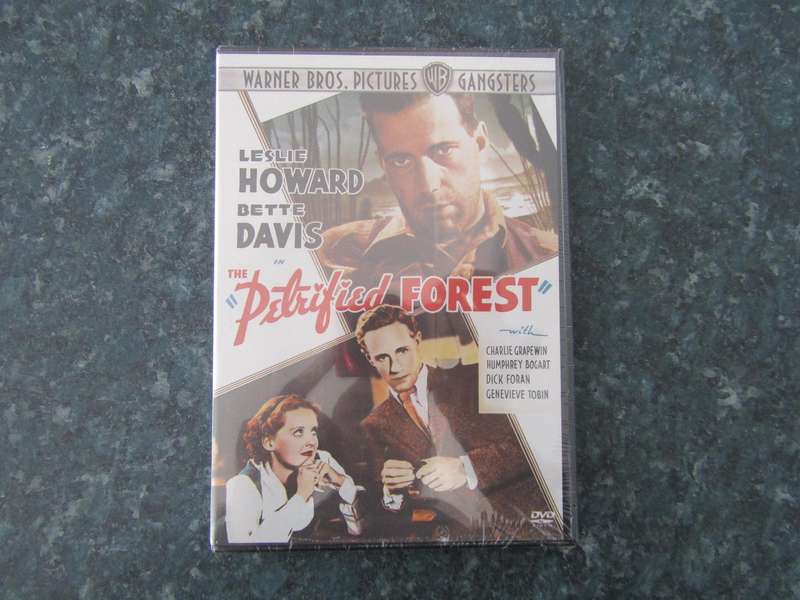 WARNER BROS. PICTURES WB GANGSTERS
LESLIE
HOWARD
BETTE
DAVIS
IN
THE
"Petrified FOREST"
with
CHARLIE GRAPEWIN
HUMPHREY BOGART
DICK FORAN
GENEVIEVE TOBIN
DVD
VIDEO